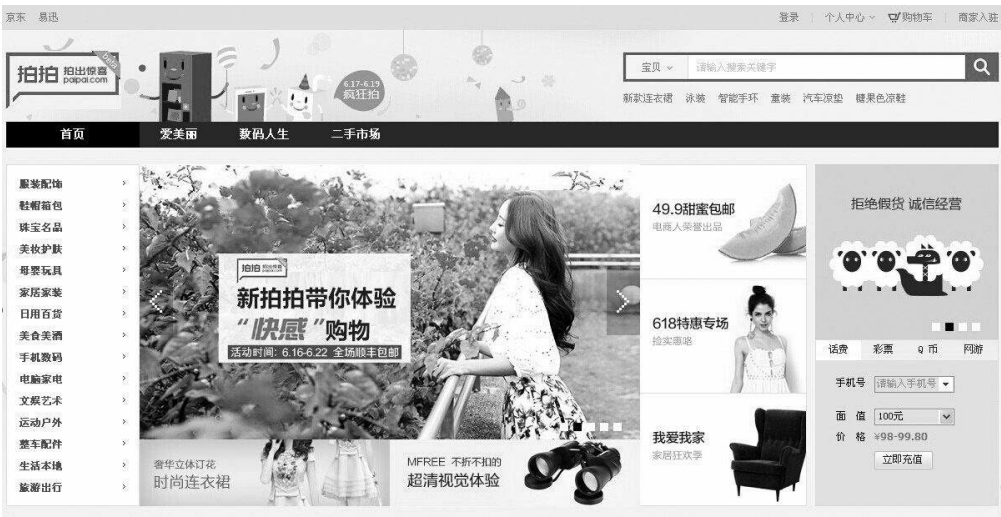 京东 易迅
登录 个人中心 购物车 商家入驻
拍拍 拍出惊喜
paipai.com
beta
6.17-6.19
疯狂拍
宝贝 请输入搜索关键字
新款连衣裙 泳装 智能手环 童装 汽车凉垫 糖果色凉鞋
首页 爱美丽 数码人生 二手市场
服装配饰
鞋帽箱包
珠宝名品
美妆护肤
母婴玩具
家居家装
日用百货
美食美酒
手机数码
电脑家电
文娱艺术
运动户外
整车配件
生活本地
旅游出行
拍拍 拍出惊喜
新拍拍带你体验
“快感”购物
活动时间：6.16-6.22 全场顺丰包邮
奢华立体订花
时尚连衣裙
MFREE 不折不扣的
超清视觉体验
49.9甜蜜包邮
电商人荣誉出品
618特惠专场
捡实惠咯
我爱我家
家居狂欢季
拒绝假货 诚信经营
话费 彩票 Q币 网游
手机号 请输入手机号
面 值 100元
价 格 ¥98-99.80
立即充值